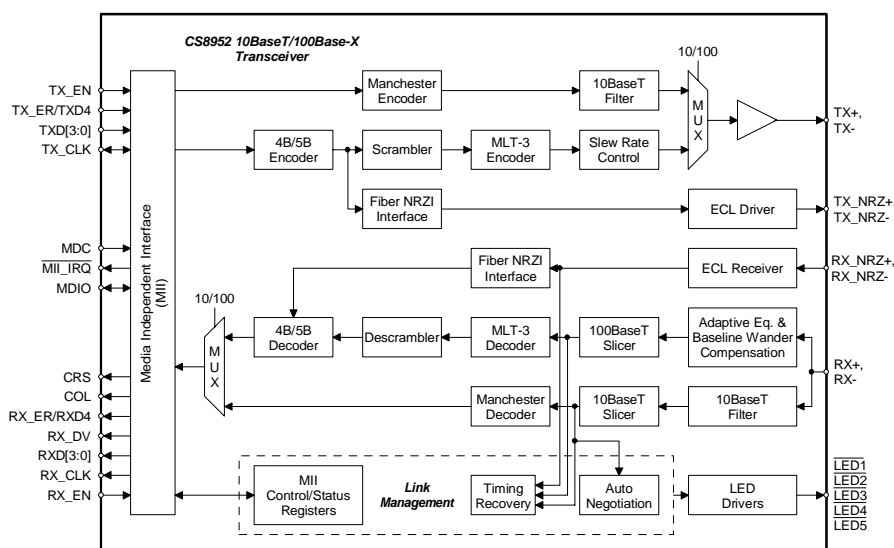 CS8952 10BaseT/100Base-X
Transceiver
10/100
TX_EN
TX_ER/TXD4
TXD[3:0]
TX_CLK
Manchester
Encoder
10BaseT
Filter
MUX
TX+,
TX-
4B/5B
Encoder
Scrambler
MLT-3
Encoder
Slew Rate
Control
Fiber NRZI
Interface
ECL Driver
TX_NRZ+,
TX_NRZ-
MDC
MII_IRQ
MDIO
Media Independent Interface
(MII)
Fiber NRZI
Interface
ECL Receiver
RX_NRZ+,
RX_NRZ-
10/100
MUX
4B/5B
Decoder
Descrambler
MLT-3
Decoder
100BaseT
Slicer
Adaptive Eq. &
Baseline Wander
Compensation
RX+,
RX-
CRS
COL
RX_ER/RXD4
RX_DV
RXD[3:0]
RX_CLK
RX_EN
Manchester
Decoder
10BaseT
Slicer
10BaseT
Filter
MII
Control/Status
Registers
Link
Management
Timing
Recovery
Auto
Negotiation
LED
Drivers
LED1
LED2
LED3
LED4
LED5